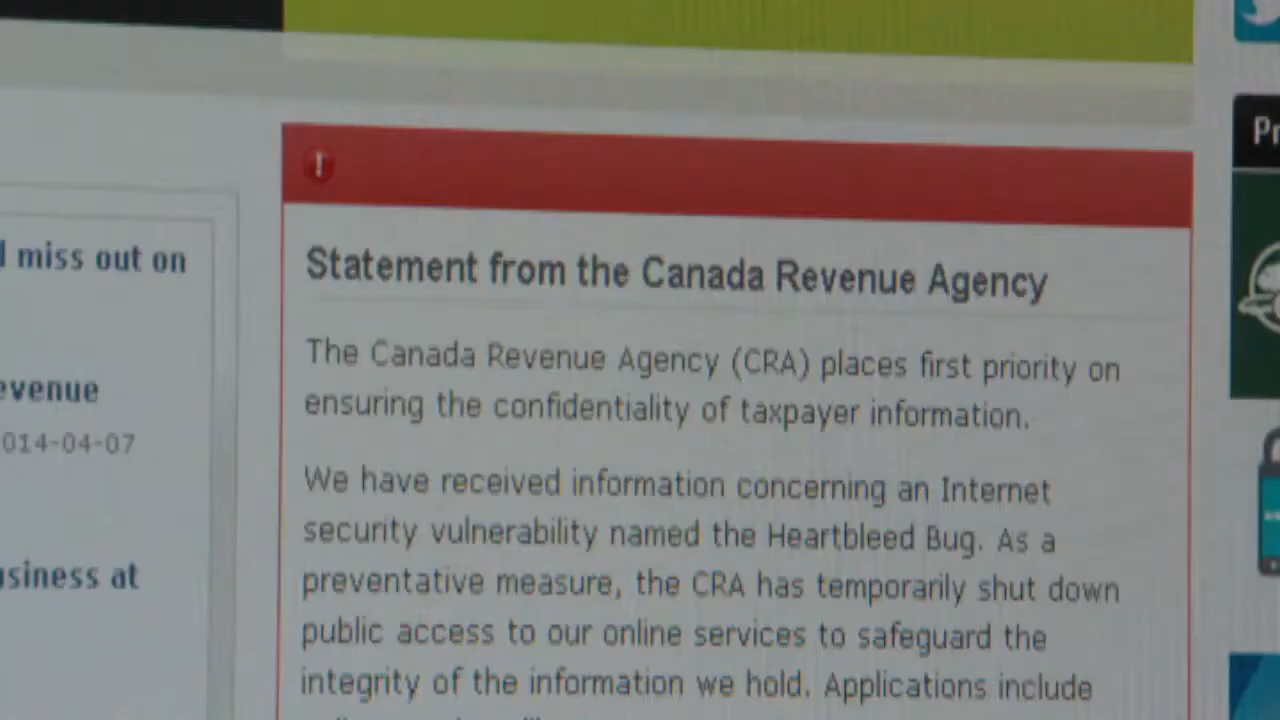 Pr
Statement from the Canada Revenue Agency
The Canada Revenue Agency (CRA) places first priority on
ensuring the confidentiality of taxpayer information.
We have received information concerning an Internet
security vulnerability named the Heartbleed Bug. As a
preventative measure, the CRA has temporarily shut down
public access to our online services to safeguard the
integrity of the information we hold. Applications include
miss out on
evenue
014-04-07
usiness at